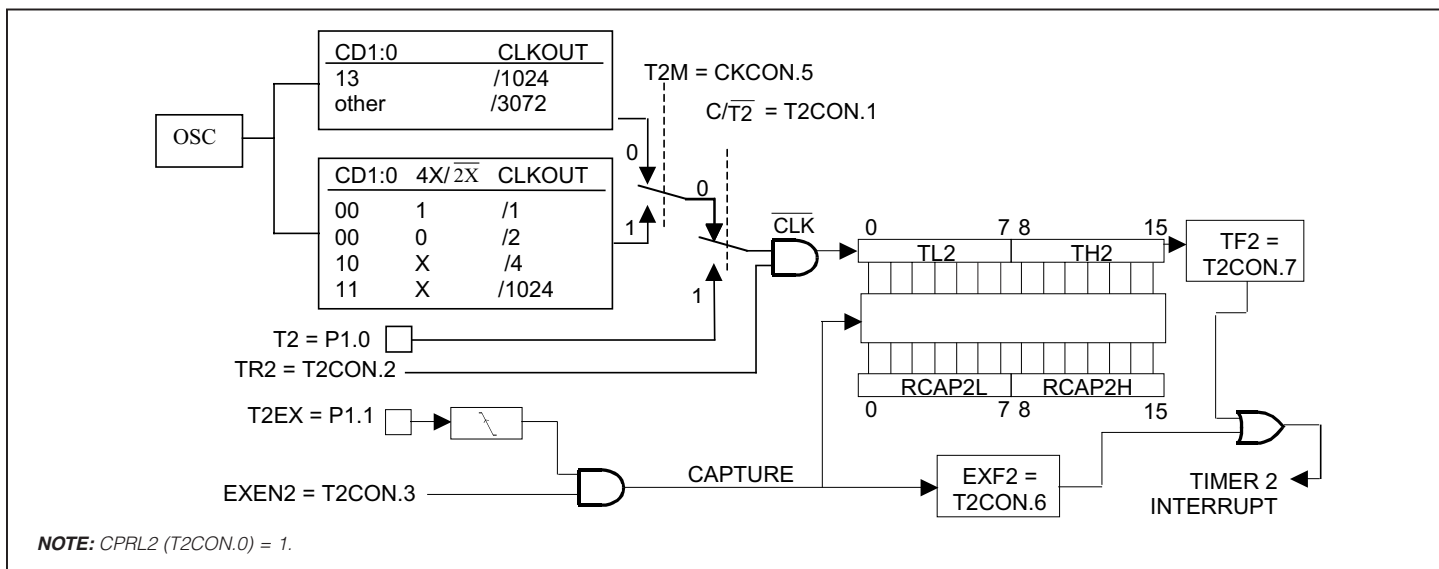 CD1:0 CLKOUT
13 /1024
other /3072
T2M = CKCON.5
C/T2 = T2CON.1
OSC
0
CD1:0 4X/2X CLKOUT
00 1 /1
00 0 /2
10 X /4
11 X /1024
1
0
1
CLK
0 7 8 15
TL2 TH2
TF2 =
T2CON.7
T2 = P1.0
TR2 = T2CON.2
RCAP2L RCAP2H
0 7 8 15
T2EX = P1.1
EXEN2 = T2CON.3
CAPTURE
EXF2 =
T2CON.6
TIMER 2
INTERRUPT
NOTE: CPRL2 (T2CON.0) = 1.